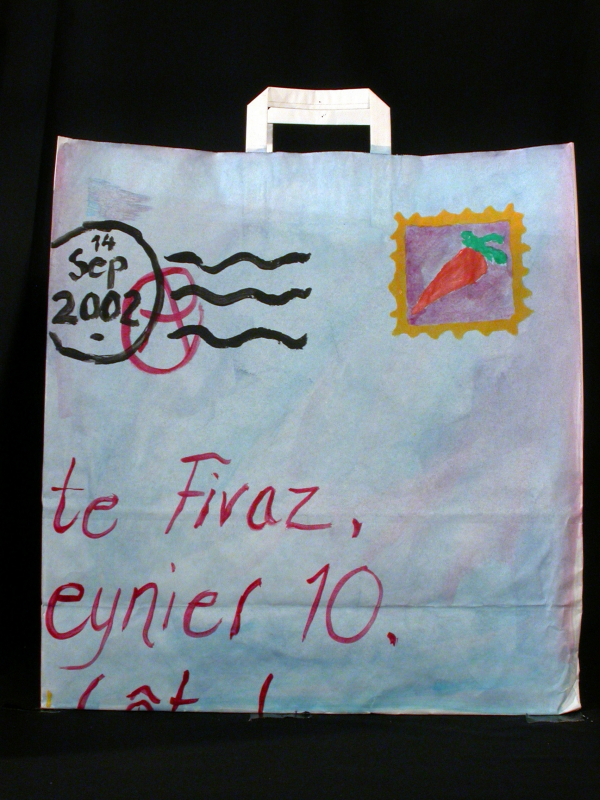 14
Sep
2002
te Fivaz,
eynier 10.